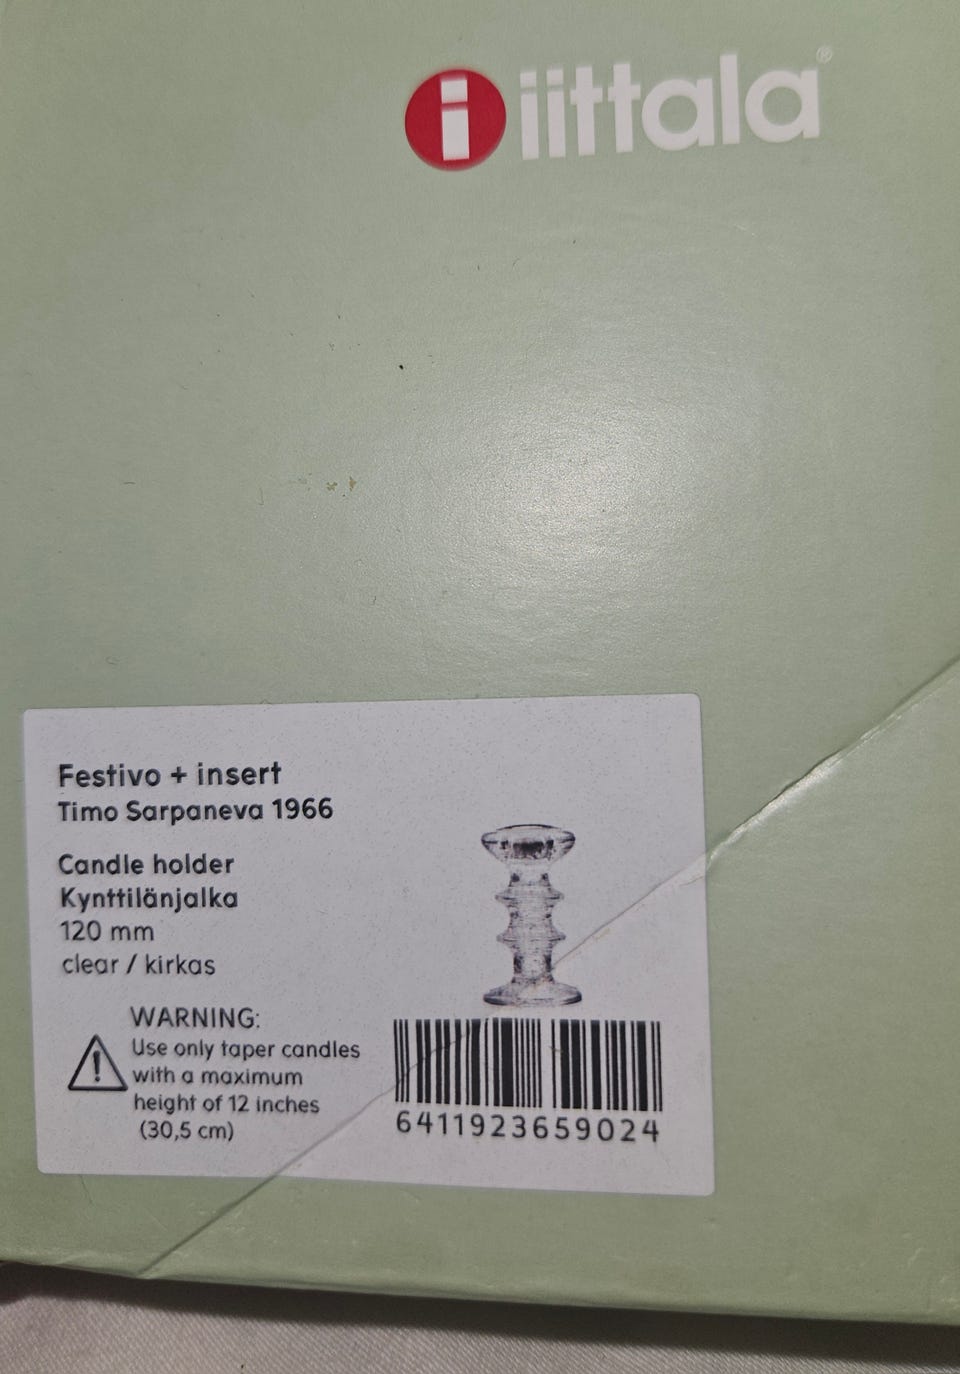 i iittala®
Festivo + insert
Timo Sarpaneva 1966
Candle holder
Kynttilänjalka
120 mm
clear / kirkas
WARNING:
Use only taper candles
with a maximum
height of 12 inches
(30,5 cm)
6411923659024